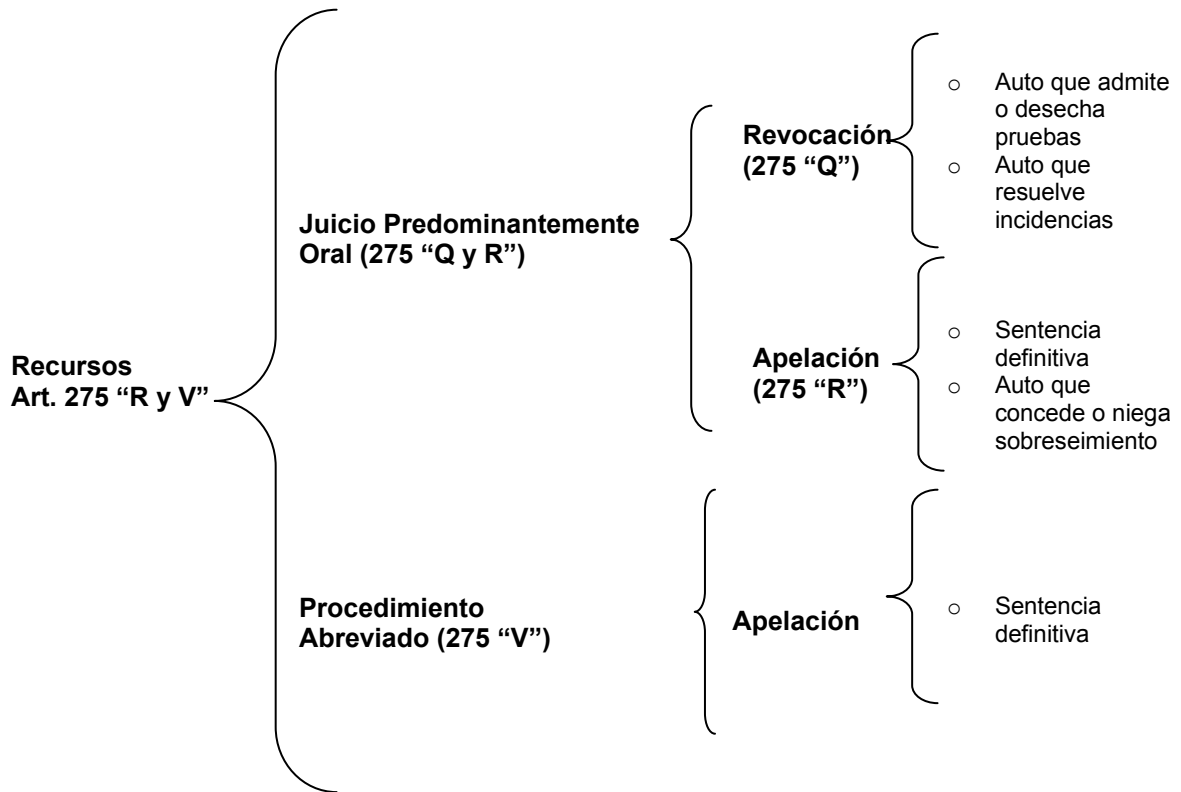 Recursos
Art. 275 “R y V”
Juicio Predominantemente
Oral (275 “Q y R”)
Revocación
(275 “Q”)
○ Auto que admite
o desecha
pruebas
○ Auto que
resuelve
incidencias
Apelación
(275 “R”)
○ Sentencia
definitiva
○ Auto que
concede o niega
sobreseimiento
Procedimiento
Abreviado (275 “V”)
Apelación
○ Sentencia
definitiva